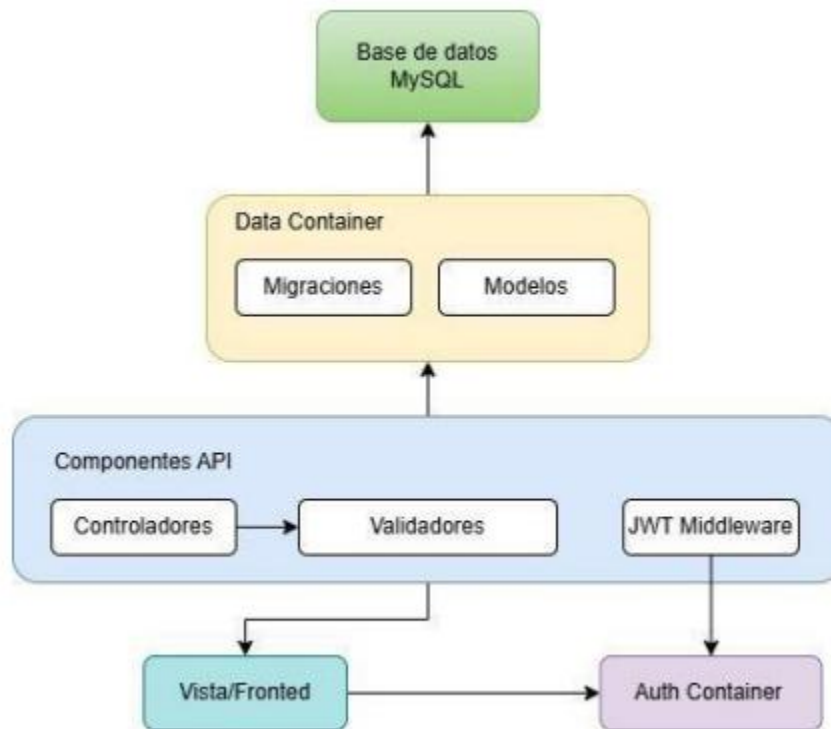 Base de datos
MySQL
Data Container
Migraciones
Modelos
Componentes API
Controladores
Validadores
JWT Middleware
Vista/Fronted
Auth Container